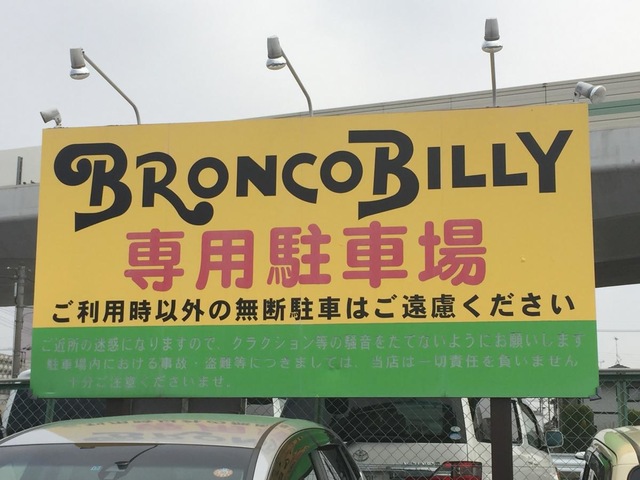 BRONCOBILLY
専用駐車場
ご利用時以外の無断駐車はご遠慮ください
ご近所の迷惑になりますので、クラクション等の騒音をたてないようにお願いします
駐車場内における事故・盗難等につきましては、当店は一切責任を負いません
十分ご注意くださいませ。